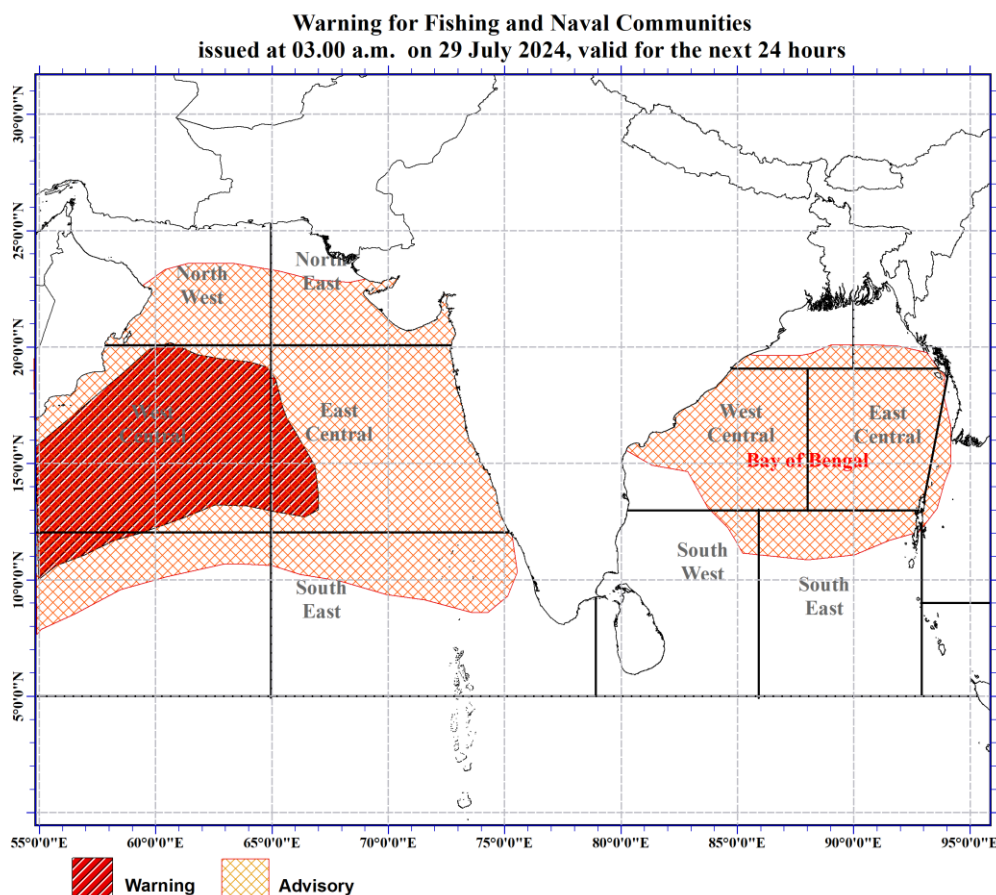 Warning for Fishing and Naval Communities
issued at 03.00 a.m. on 29 July 2024, valid for the next 24 hours
30°0'0"N
25°0'0"N
20°0'0"N
15°0'0"N
10°0'0"N
5°0'0"N
North
West
North
East
West
Central
East
Central
South
East
West
Central
East
Central
Bay of Bengal
South
West
South
East
55°0'0"E
60°0'0"E
65°0'0"E
70°0'0"E
75°0'0"E
80°0'0"E
85°0'0"E
90°0'0"E
95°0'0"E
Warning
Advisory